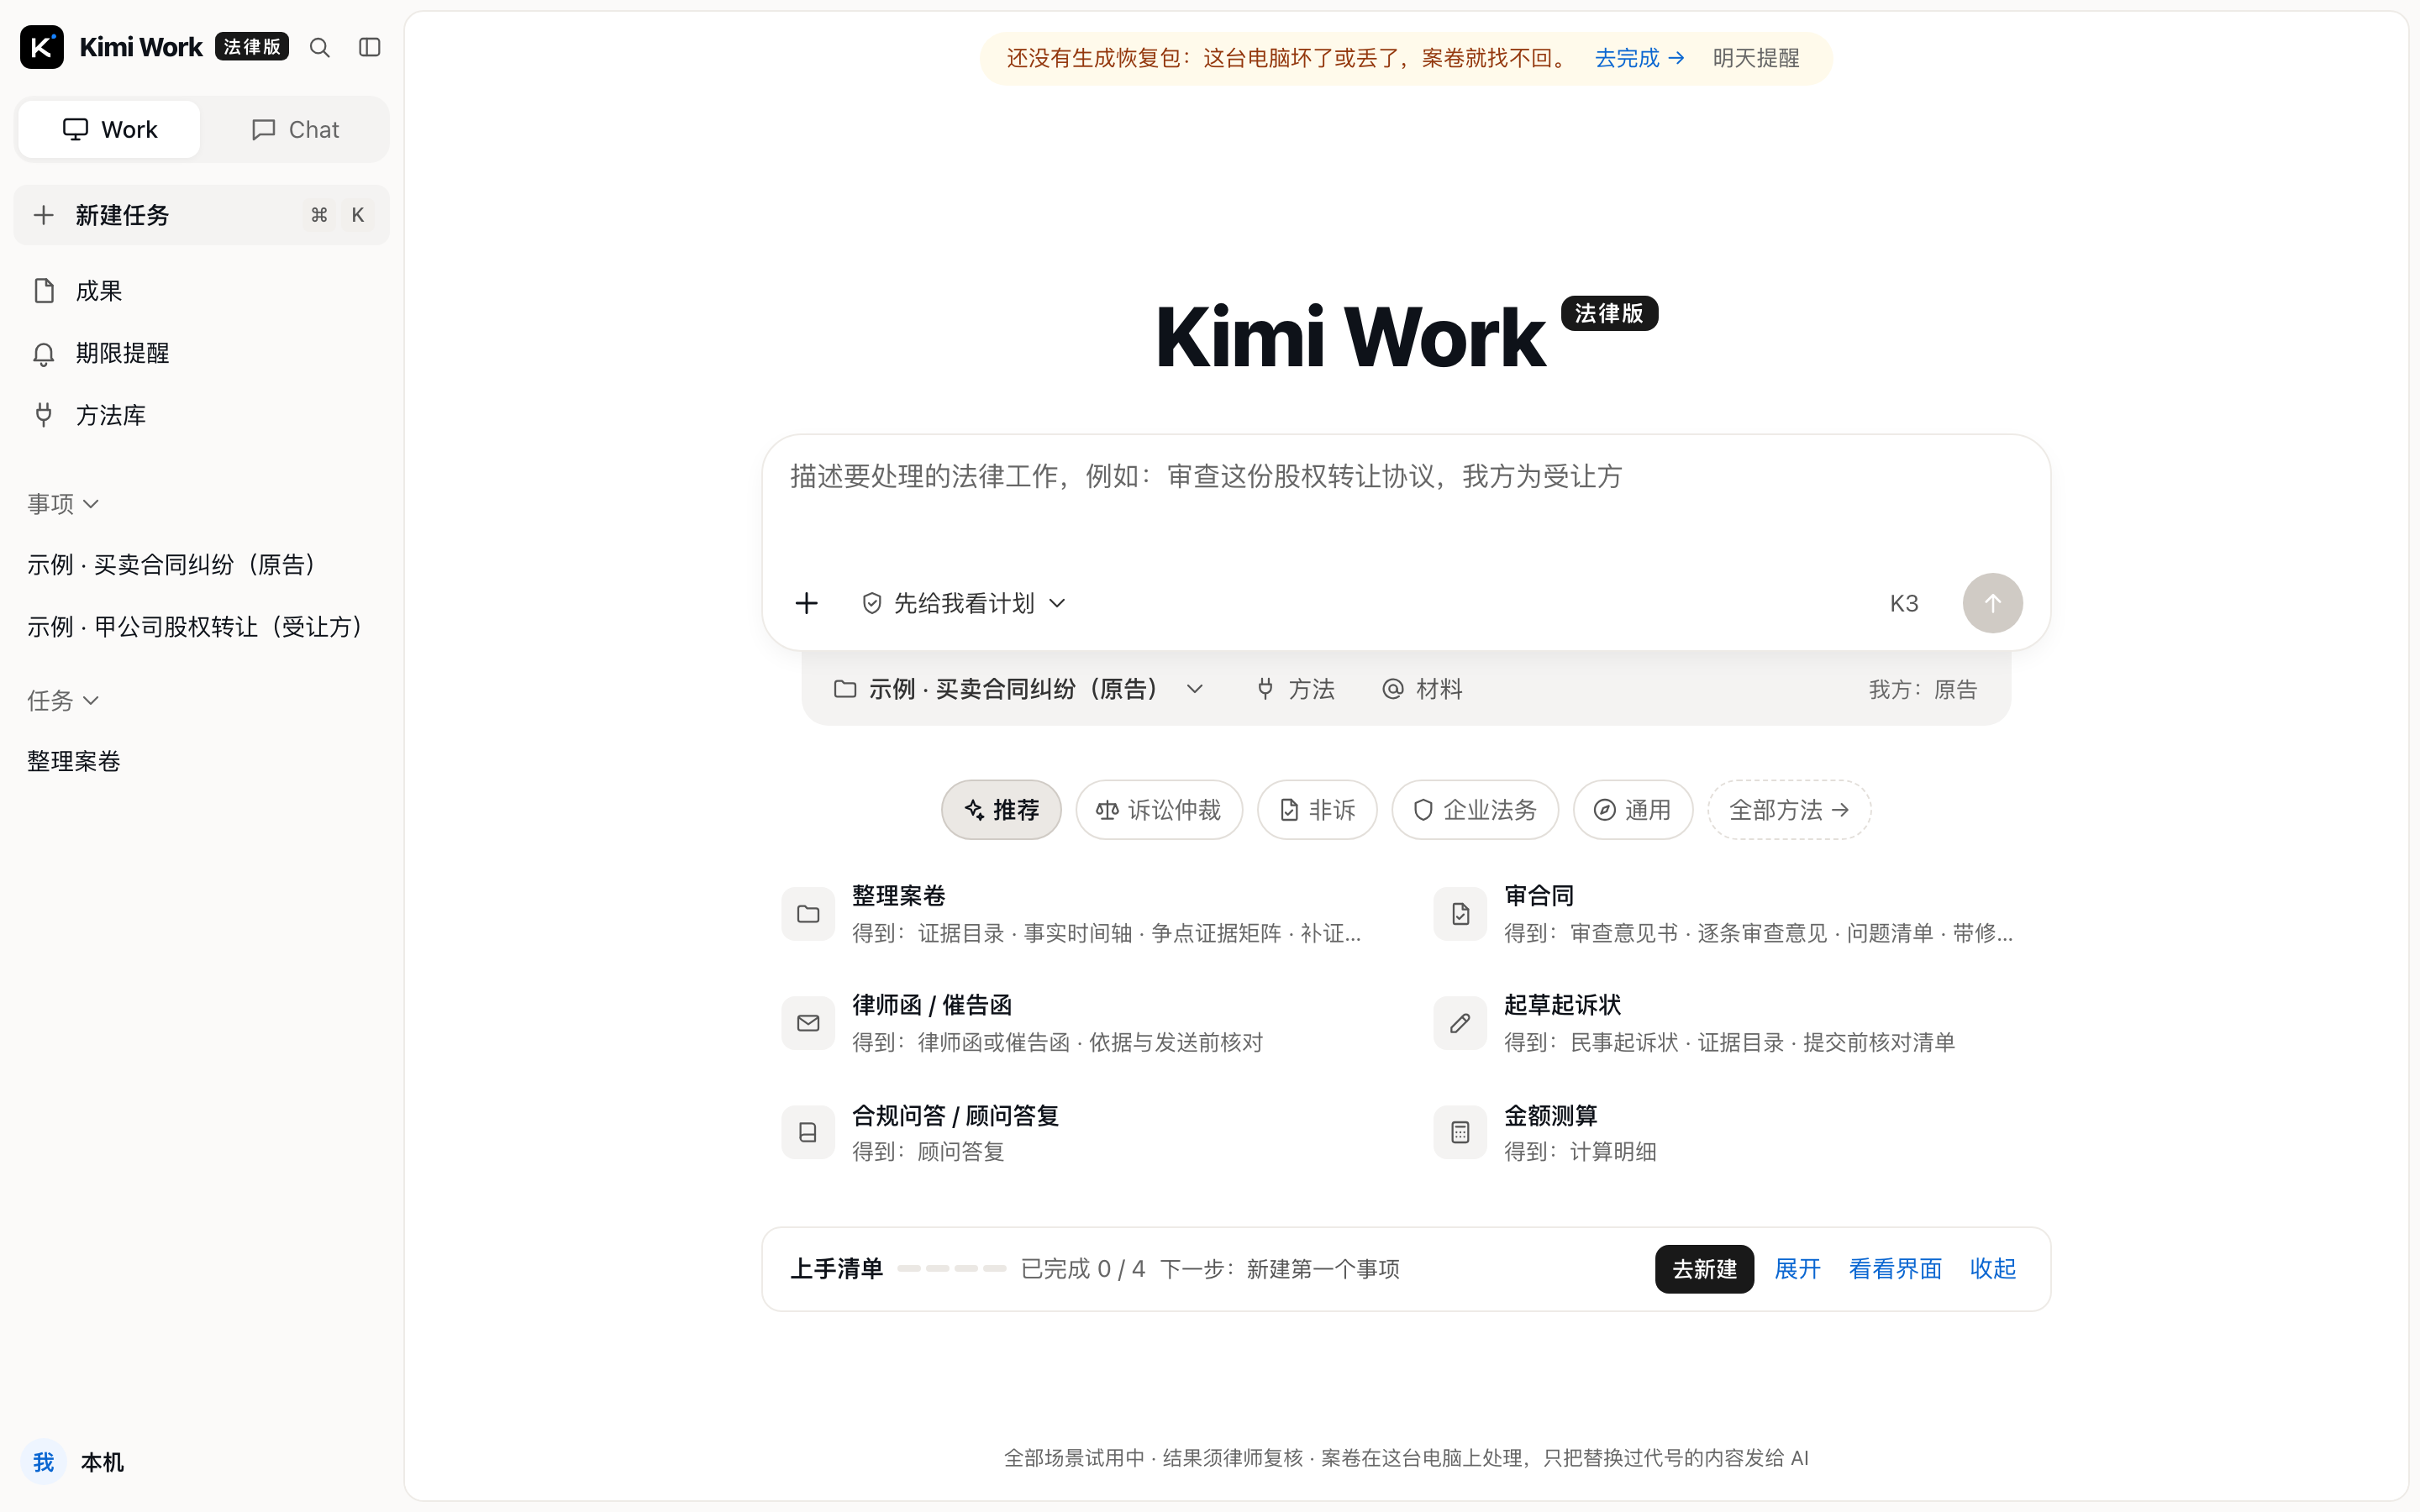 Kimi Work 法律版
Work
Chat
新建任务 ⌘ K
成果
期限提醒
方法库
事项
示例 · 买卖合同纠纷（原告）
示例 · 甲公司股权转让（受让方）
任务
整理案卷
我 本机
还没有生成恢复包：这台电脑坏了或丢了，案卷就找不回。 去完成 → 明天提醒
Kimi Work 法律版
描述要处理的法律工作，例如：审查这份股权转让协议，我方为受让方
先给我看计划
K3
示例 · 买卖合同纠纷（原告） 方法 材料 我方：原告
推荐 诉讼仲裁 非诉 企业法务 通用 全部方法 →
整理案卷
得到：证据目录 · 事实时间轴 · 争点证据矩阵 · 补证...
审合同
得到：审查意见书 · 逐条审查意见 · 问题清单 · 带修...
律师函 / 催告函
得到：律师函或催告函 · 依据与发送前核对
起草起诉状
得到：民事起诉状 · 证据目录 · 提交前核对清单
合规问答 / 顾问答复
得到：顾问答复
金额测算
得到：计算明细
上手清单 已完成 0 / 4 下一步：新建第一个事项 去新建 展开 看看界面 收起
全部场景试用中 · 结果须律师复核 · 案卷在这台电脑上处理，只把替换过代号的内容发给 AI